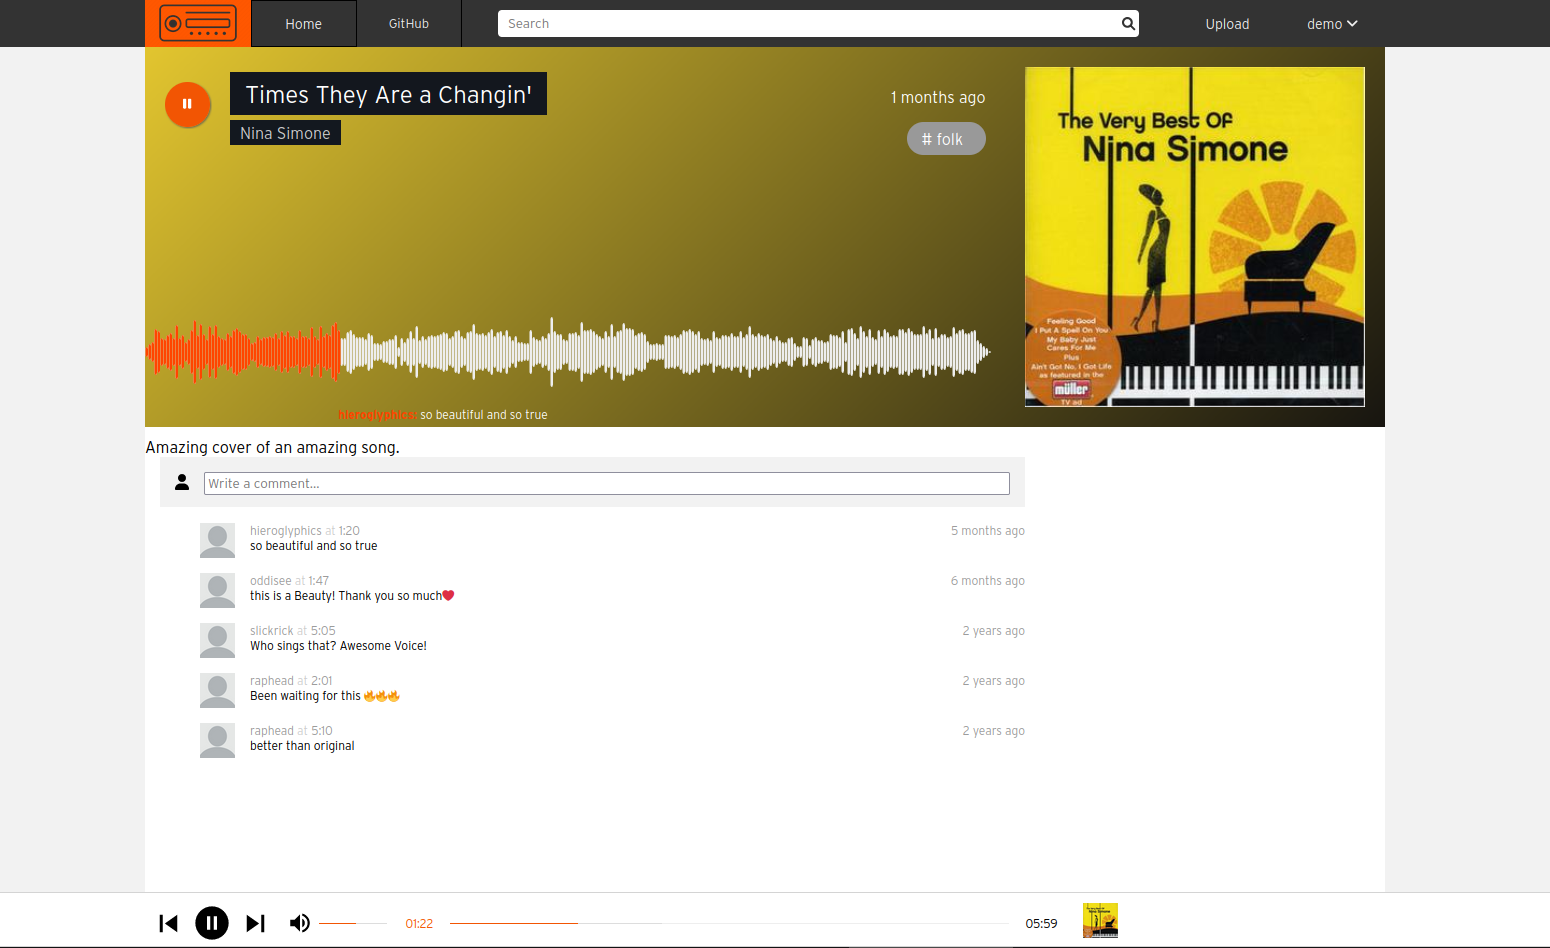 Home
GitHub
Search
Upload
demo
Times They Are a Changin'
Nina Simone
1 months ago
# folk
The Very Best Of
Nina Simone
Feeling Good
I Put A Spell On You
My Baby Just
Cares For Me
Plus
Ain't Got No, I Got Life
as featured in the
müller
TV ad
hieroglyphics: so beautiful and so true
Amazing cover of an amazing song.
Write a comment...
hieroglyphics at 1:20
5 months ago
so beautiful and so true
oddisee at 1:47
6 months ago
this is a Beauty! Thank you so much❤️
slickrick at 5:05
2 years ago
Who sings that? Awesome Voice!
raphead at 2:01
2 years ago
Been waiting for this 🔥🔥🔥
raphead at 5:10
2 years ago
better than original
01:22
05:59
The Very Best Of
Nina Simone